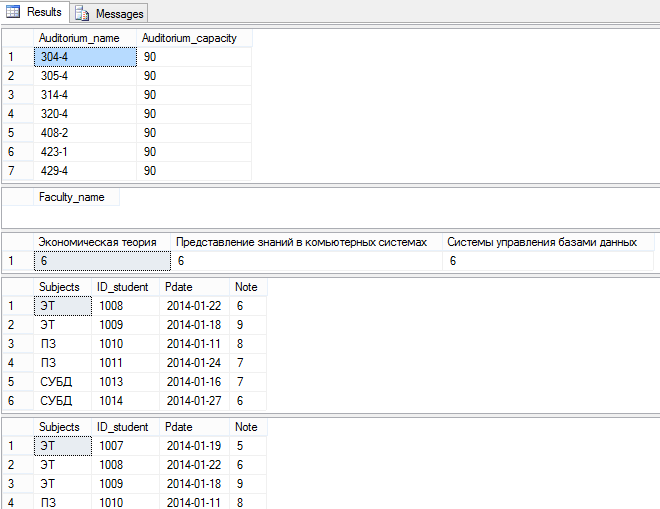 Results Messages
Auditorium_name Auditorium_capacity
1 304-4 90
2 305-4 90
3 314-4 90
4 320-4 90
5 408-2 90
6 423-1 90
7 429-4 90
Faculty_name
Экономическая теория Представление знаний в комьютерных системах Системы управления базами данных
1 6 6 6
Subjects ID_student Pdate Note
1 ЭТ 1008 2014-01-22 6
2 ЭТ 1009 2014-01-18 9
3 ПЗ 1010 2014-01-11 8
4 ПЗ 1011 2014-01-24 7
5 СУБД 1013 2014-01-16 7
6 СУБД 1014 2014-01-27 6
Subjects ID_student Pdate Note
1 ЭТ 1007 2014-01-19 5
2 ЭТ 1008 2014-01-22 6
3 ЭТ 1009 2014-01-18 9
4 ПЗ 1010 2014-01-11 8